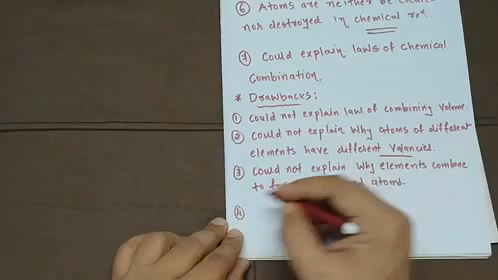 ⑥ Atoms are neither be
nor destroyed in chemical rxⁿ
⑦ Could explain laws of chemical
Combination.
* Drawbacks:
① Could not explain law of combining volume.
② Could not explain why atoms of different
elements have different valancies.
③ Could not explain why elements combine
to atoms.
④